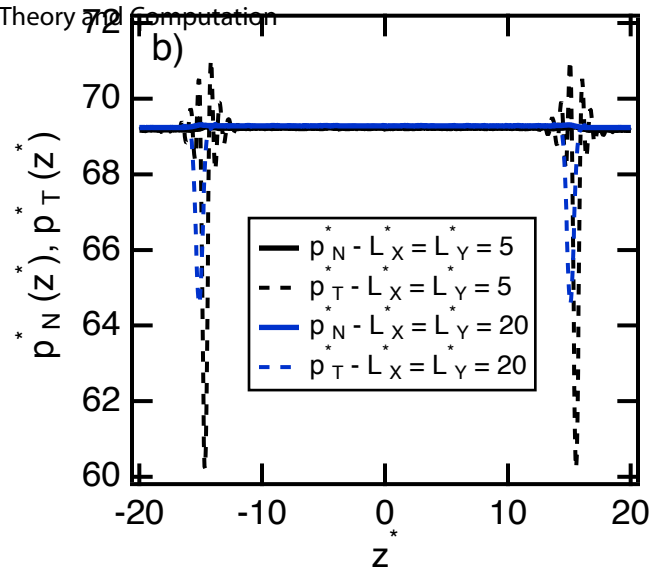 Theory and Computation
b)
72
70
68
66
64
62
60
p*N(z*), p*T(z*)
p*N - L*X = L*Y = 5
p*T - L*X = L*Y = 5
p*N - L*X = L*Y = 20
p*T - L*X = L*Y = 20
-20 -10 0 10 20
z*